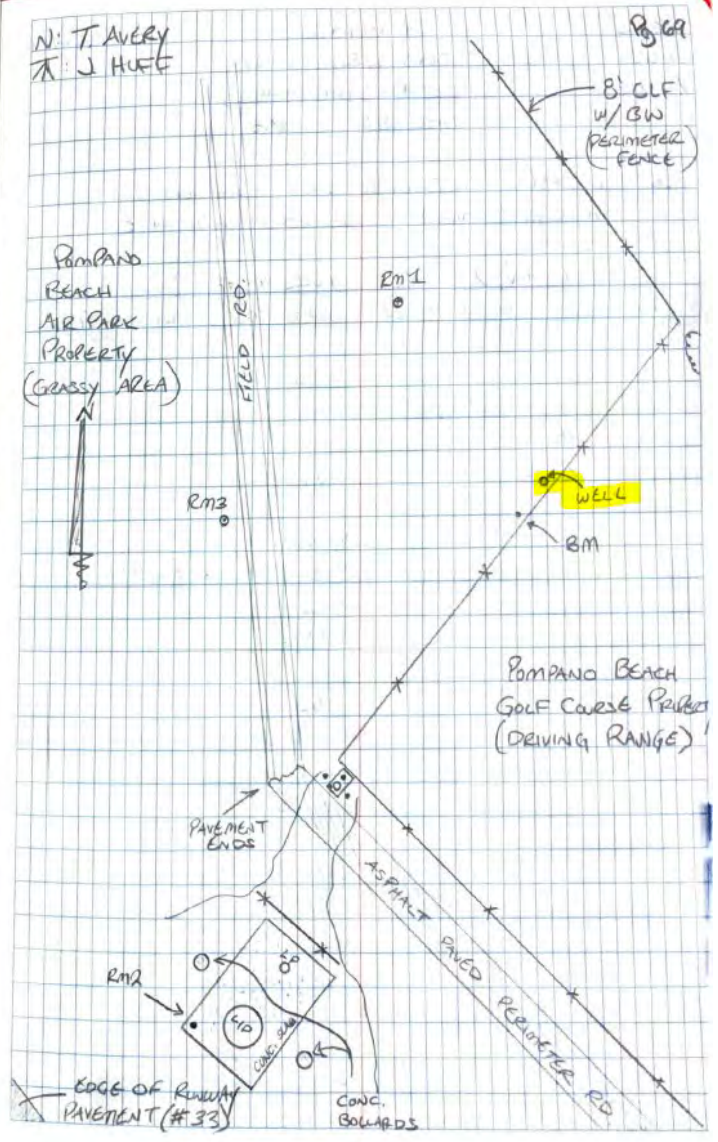 N: T. AVERY
J. HUFF
Pg 69
8' CLF
W/ BW
(PERIMETER
FENCE)
POMPANO
BEACH
AIR PARK
PROPERTY
(GRASSY AREA)
N
FIELD RD.
Rm1
Rm3
WELL
BM
POMPANO BEACH
GOLF COURSE
(DRIVING RANGE)
PAVEMENT
ENDS
ASPHALT PAVED PERIMETER RD.
Rm2
CONC. SLAB
EDGE OF RUNWAY
PAVEMENT (#33)
CONC.
BOLLARDS